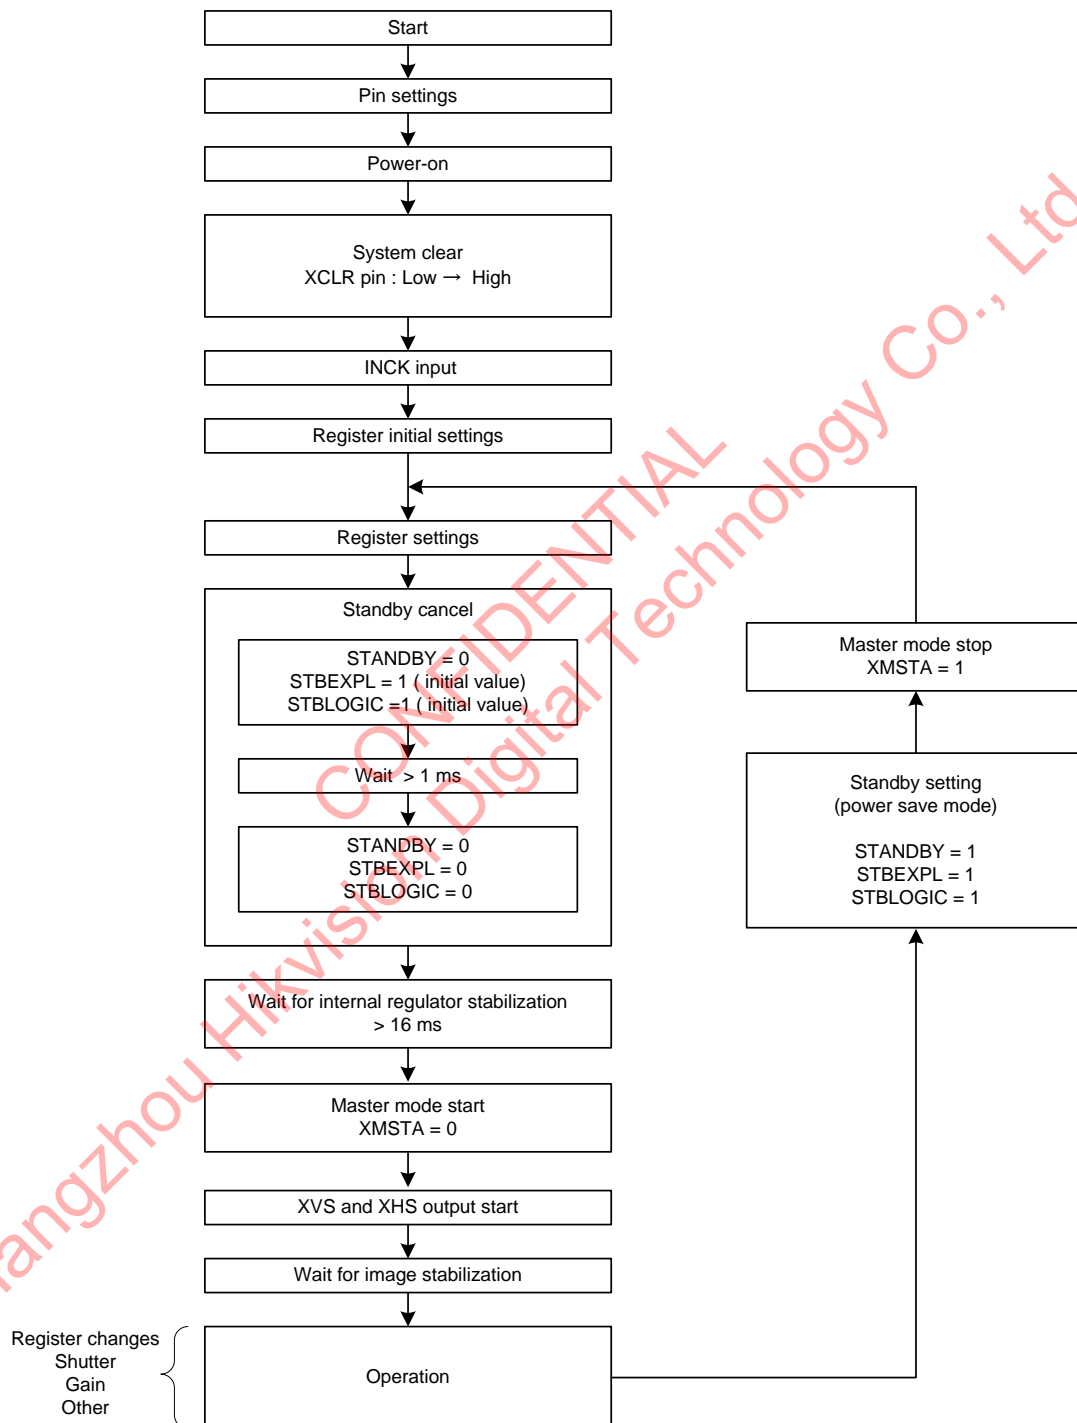 Start
Pin settings
Power-on
System clear
XCLR pin : Low → High
INCK input
Register initial settings
Register settings
Standby cancel
STANDBY = 0
STBEXPL = 1 ( initial value)
STBLOGIC =1 ( initial value)
Wait > 1 ms
STANDBY = 0
STBEXPL = 0
STBLOGIC = 0
Wait for internal regulator stabilization
> 16 ms
Master mode start
XMSTA = 0
XVS and XHS output start
Wait for image stabilization
Operation
Register changes
Shutter
Gain
Other
Master mode stop
XMSTA = 1
Standby setting
(power save mode)
STANDBY = 1
STBEXPL = 1
STBLOGIC = 1
CONFIDENTIAL
angzhou Hikvision Digital Technology Co., Ltd